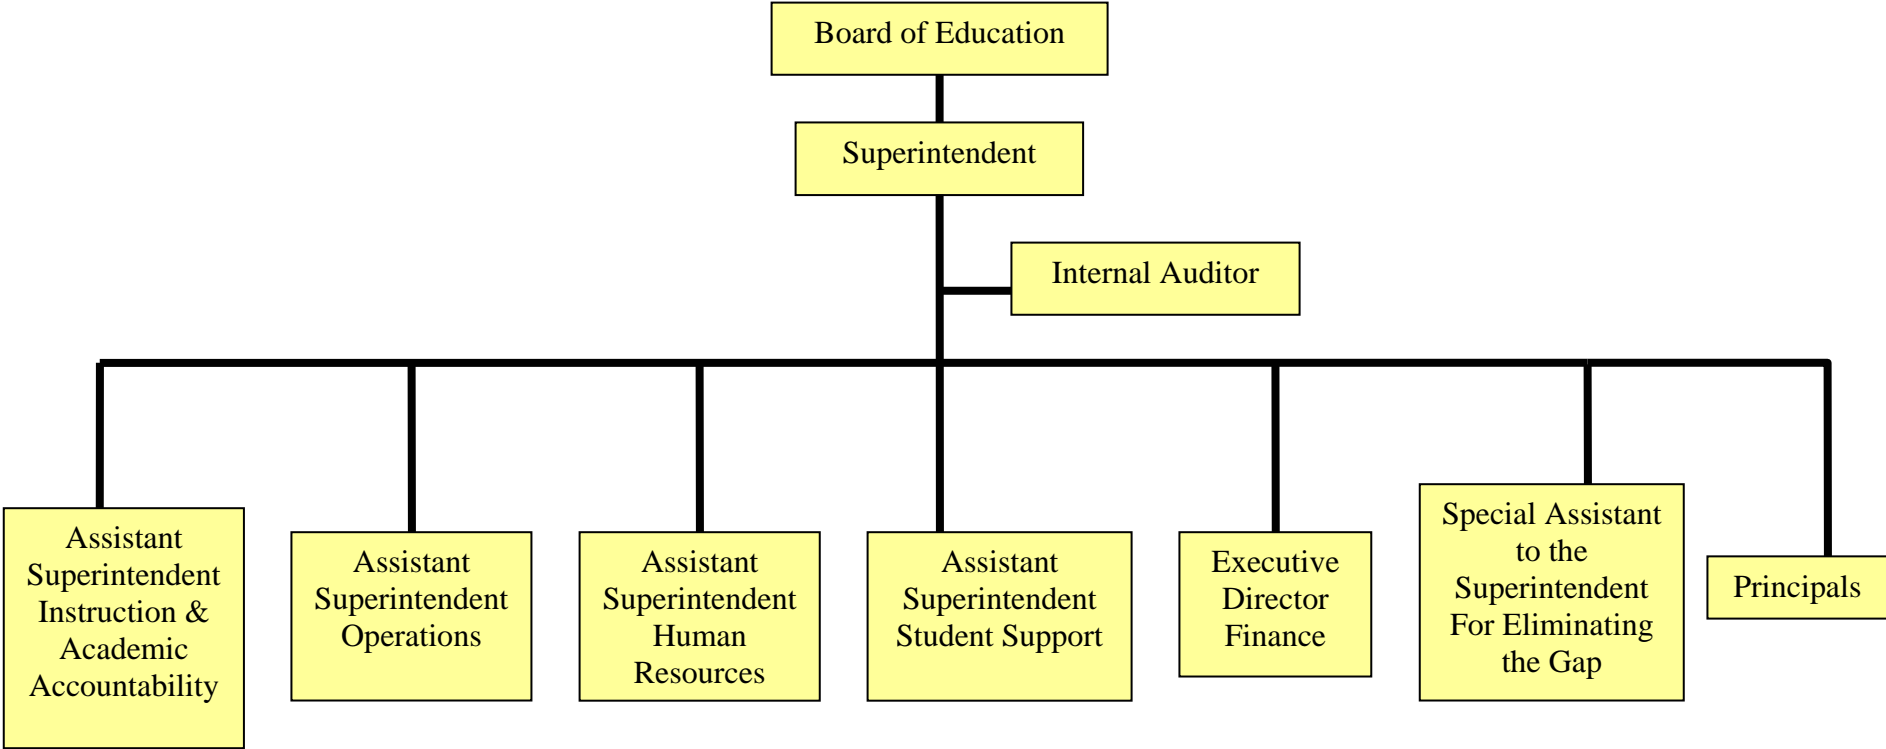 Board of Education
Superintendent
Internal Auditor
Assistant
Superintendent
Instruction &
Academic
Accountability
Assistant
Superintendent
Operations
Assistant
Superintendent
Human
Resources
Assistant
Superintendent
Student Support
Executive
Director
Finance
Special Assistant
to the
Superintendent
For Eliminating
the Gap
Principals